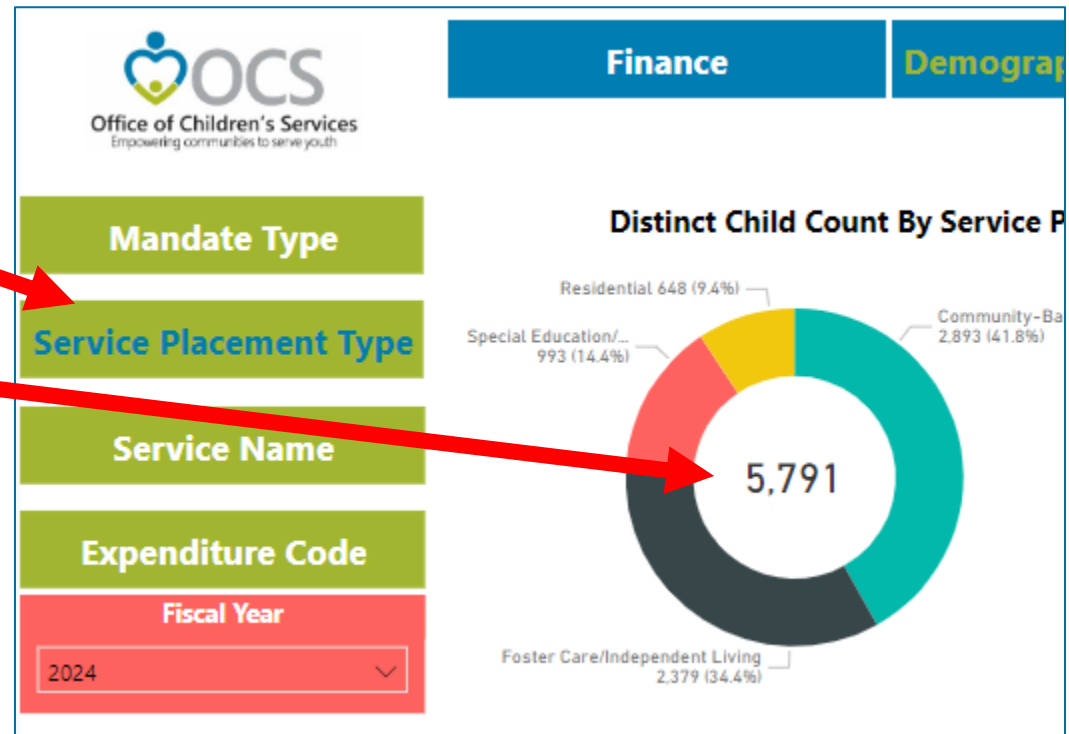 OCS
Office of Children's Services
Empowering communities to serve youth
Finance
Demograp
Mandate Type
Service Placement Type
Service Name
Expenditure Code
Fiscal Year
2024
Distinct Child Count By Service P
Residential 648 (9.4%)
Special Education/...
993 (14.4%)
Community-Ba
2,893 (41.8%)
5,791
Foster Care/Independent Living
2,379 (34.4%)